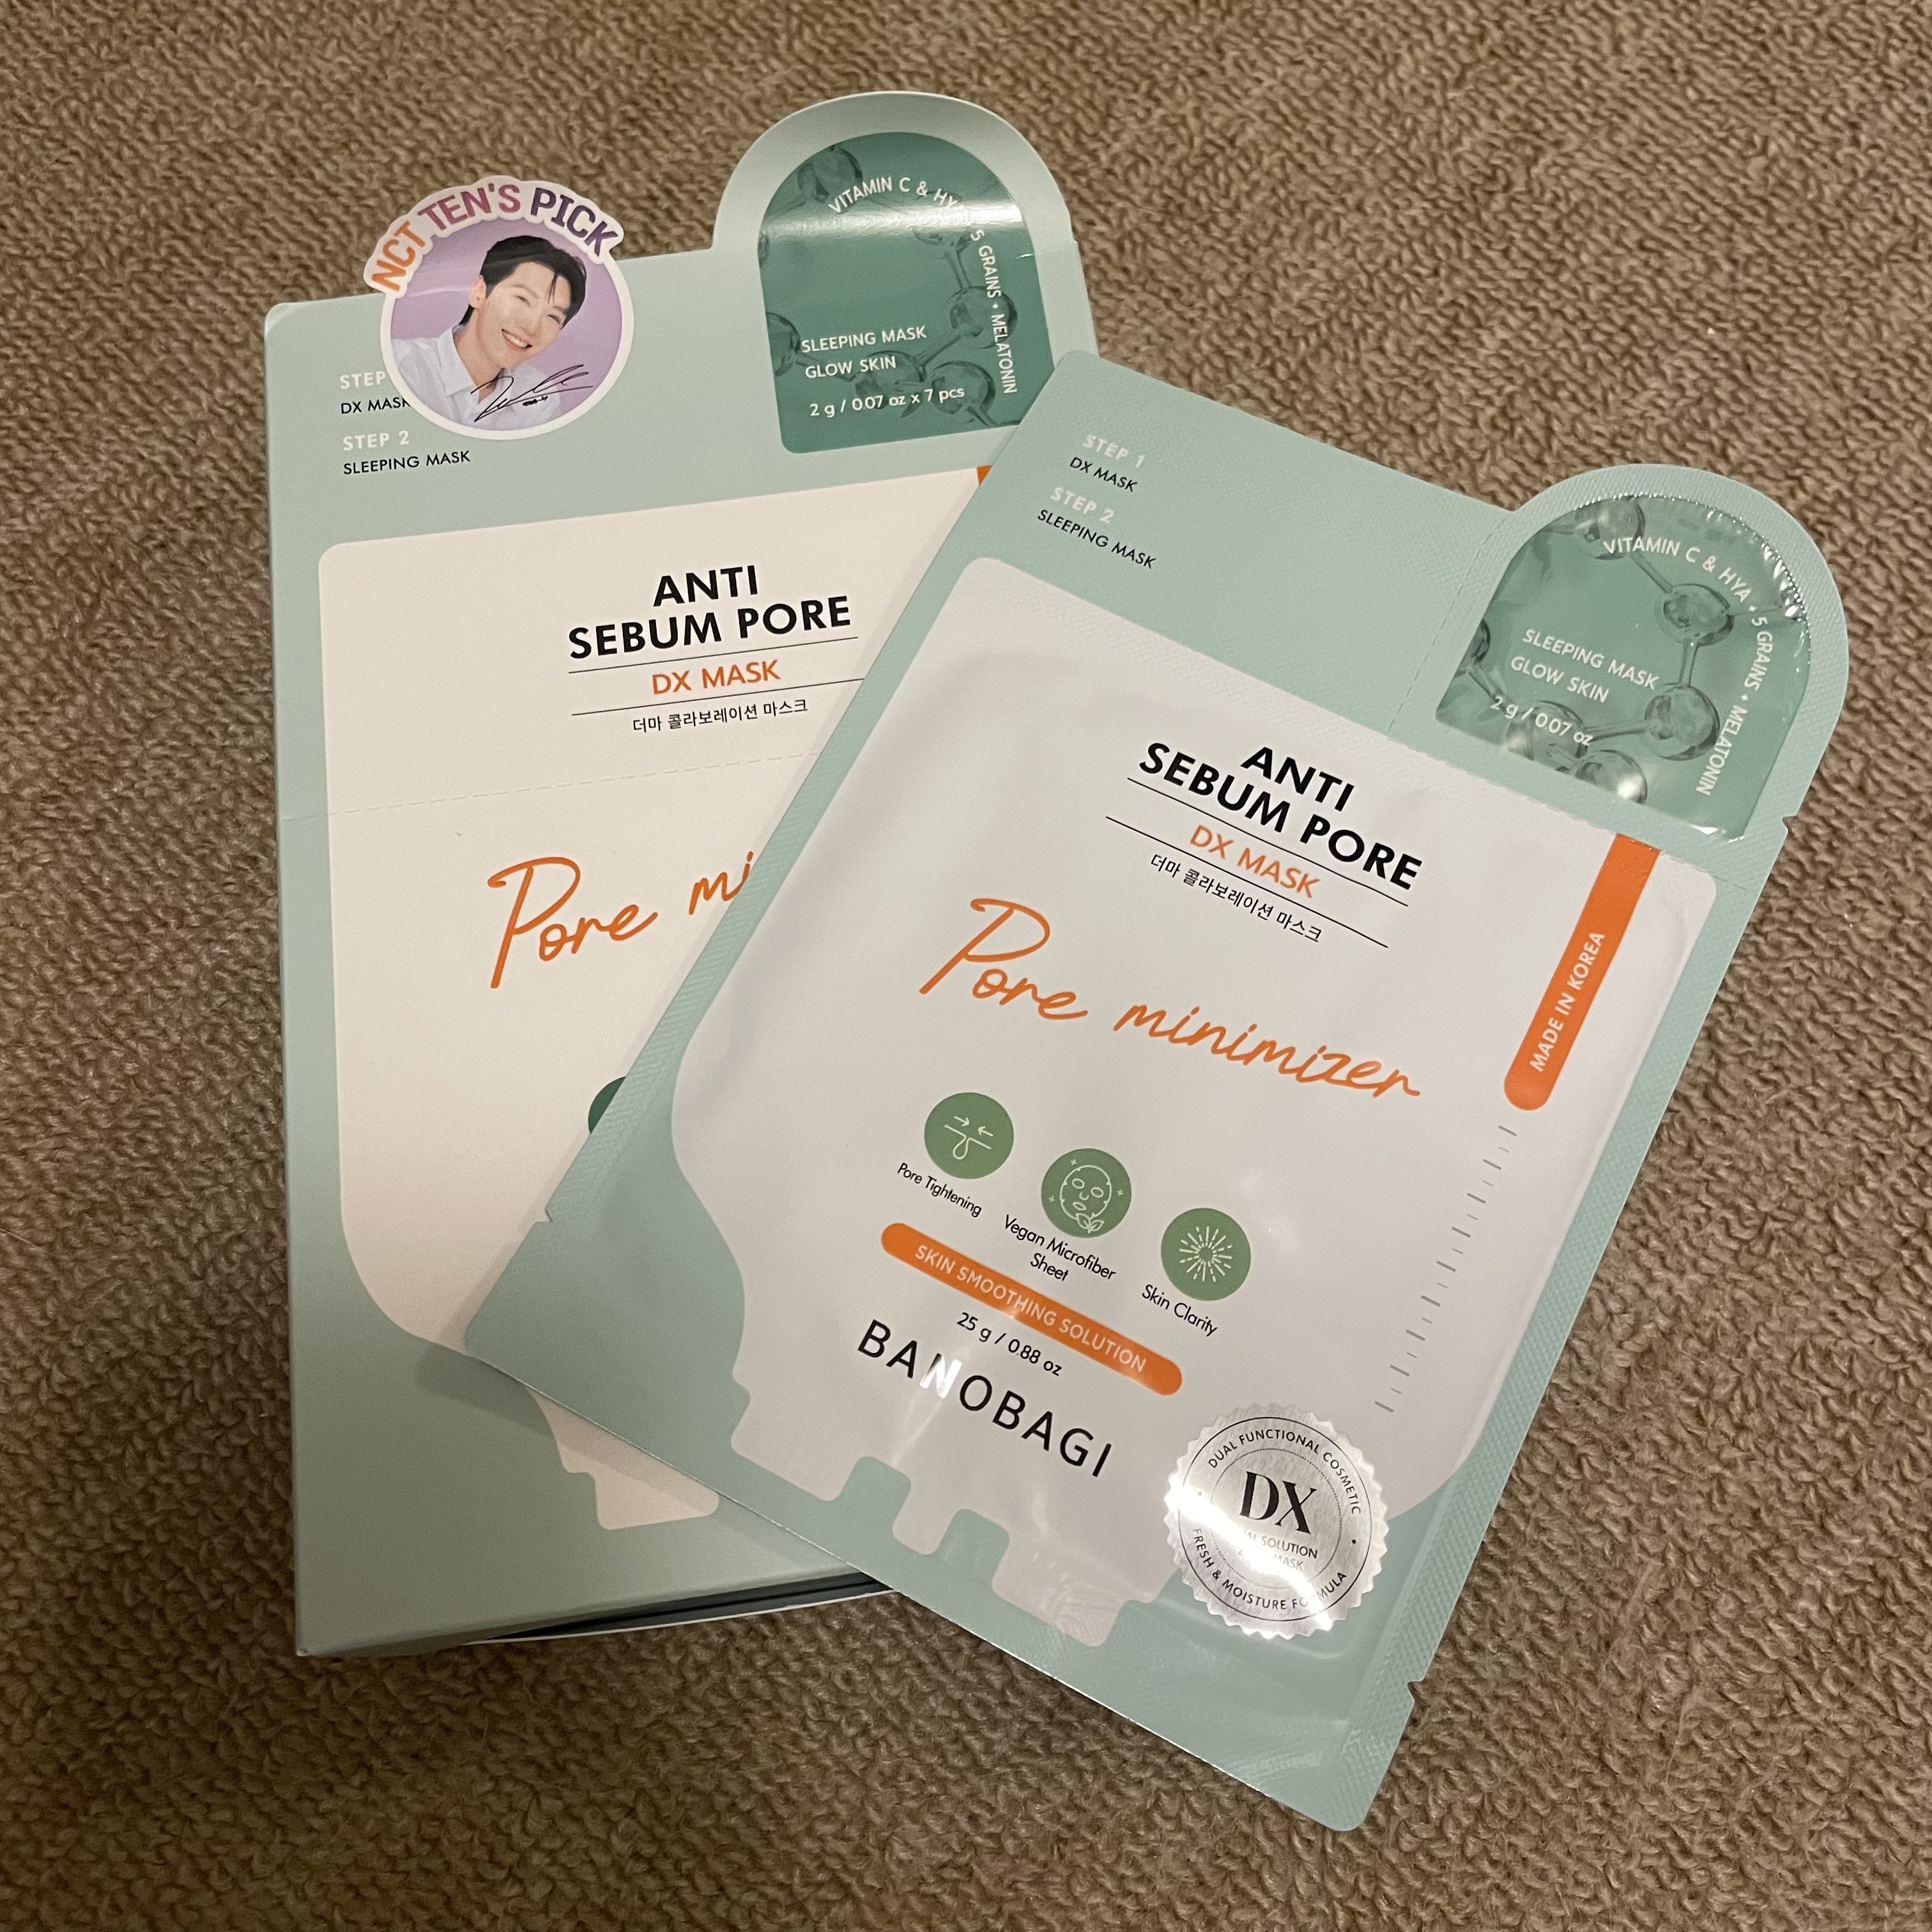 NCT TEN'S PICK
STEP
DX MASK
STEP 2
SLEEPING MASK
VITAMIN C & HY
5 GRAINS • MELATONIN
SLEEPING MASK
GLOW SKIN
2 g / 0.07 oz x 7 pcs
ANTI
SEBUM PORE
DX MASK
더마 콜라보레이션 마스크
Pore mi
STEP 1
DX MASK
STEP 2
SLEEPING MASK
VITAMIN C & HYA • 5 GRAINS • MELATONIN
SLEEPING MASK
GLOW SKIN
2 g / 0.07 oz
ANTI
SEBUM PORE
DX MASK
더마 콜라보레이션 마스크
Pore minimizer
MADE IN KOREA
Pore Tightening
Vegan Microfiber
Sheet
Skin Clarity
SKIN SMOOTHING SOLUTION
25 g / 0.88 oz
BANOBAGI
DUAL FUNCTIONAL COSMETIC
DX
SOLUTION
MASK
FRESH & MOISTURE FORMULA